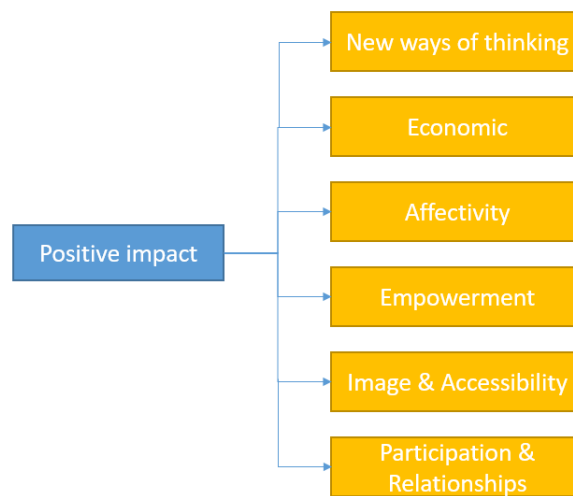 New ways of thinking
Economic
Affectivity
Positive impact
Empowerment
Image & Accessibility
Participation &
Relationships